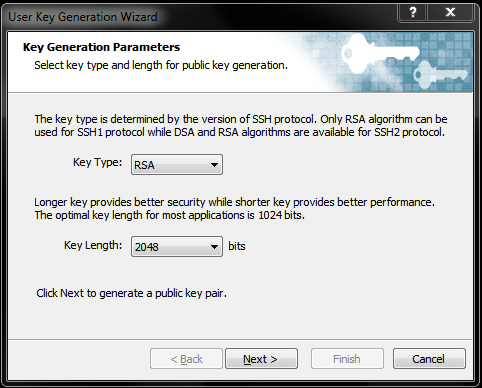 User Key Generation Wizard
?
X
Key Generation Parameters
Select key type and length for public key generation.
The key type is determined by the version of SSH protocol. Only RSA algorithm can be
used for SSH1 protocol while DSA and RSA algorithms are available for SSH2 protocol.
Key Type: RSA
Longer key provides better security while shorter key provides better performance.
The optimal key length for most applications is 1024 bits.
Key Length: 2048 bits
Click Next to generate a public key pair.
< Back Next > Finish Cancel